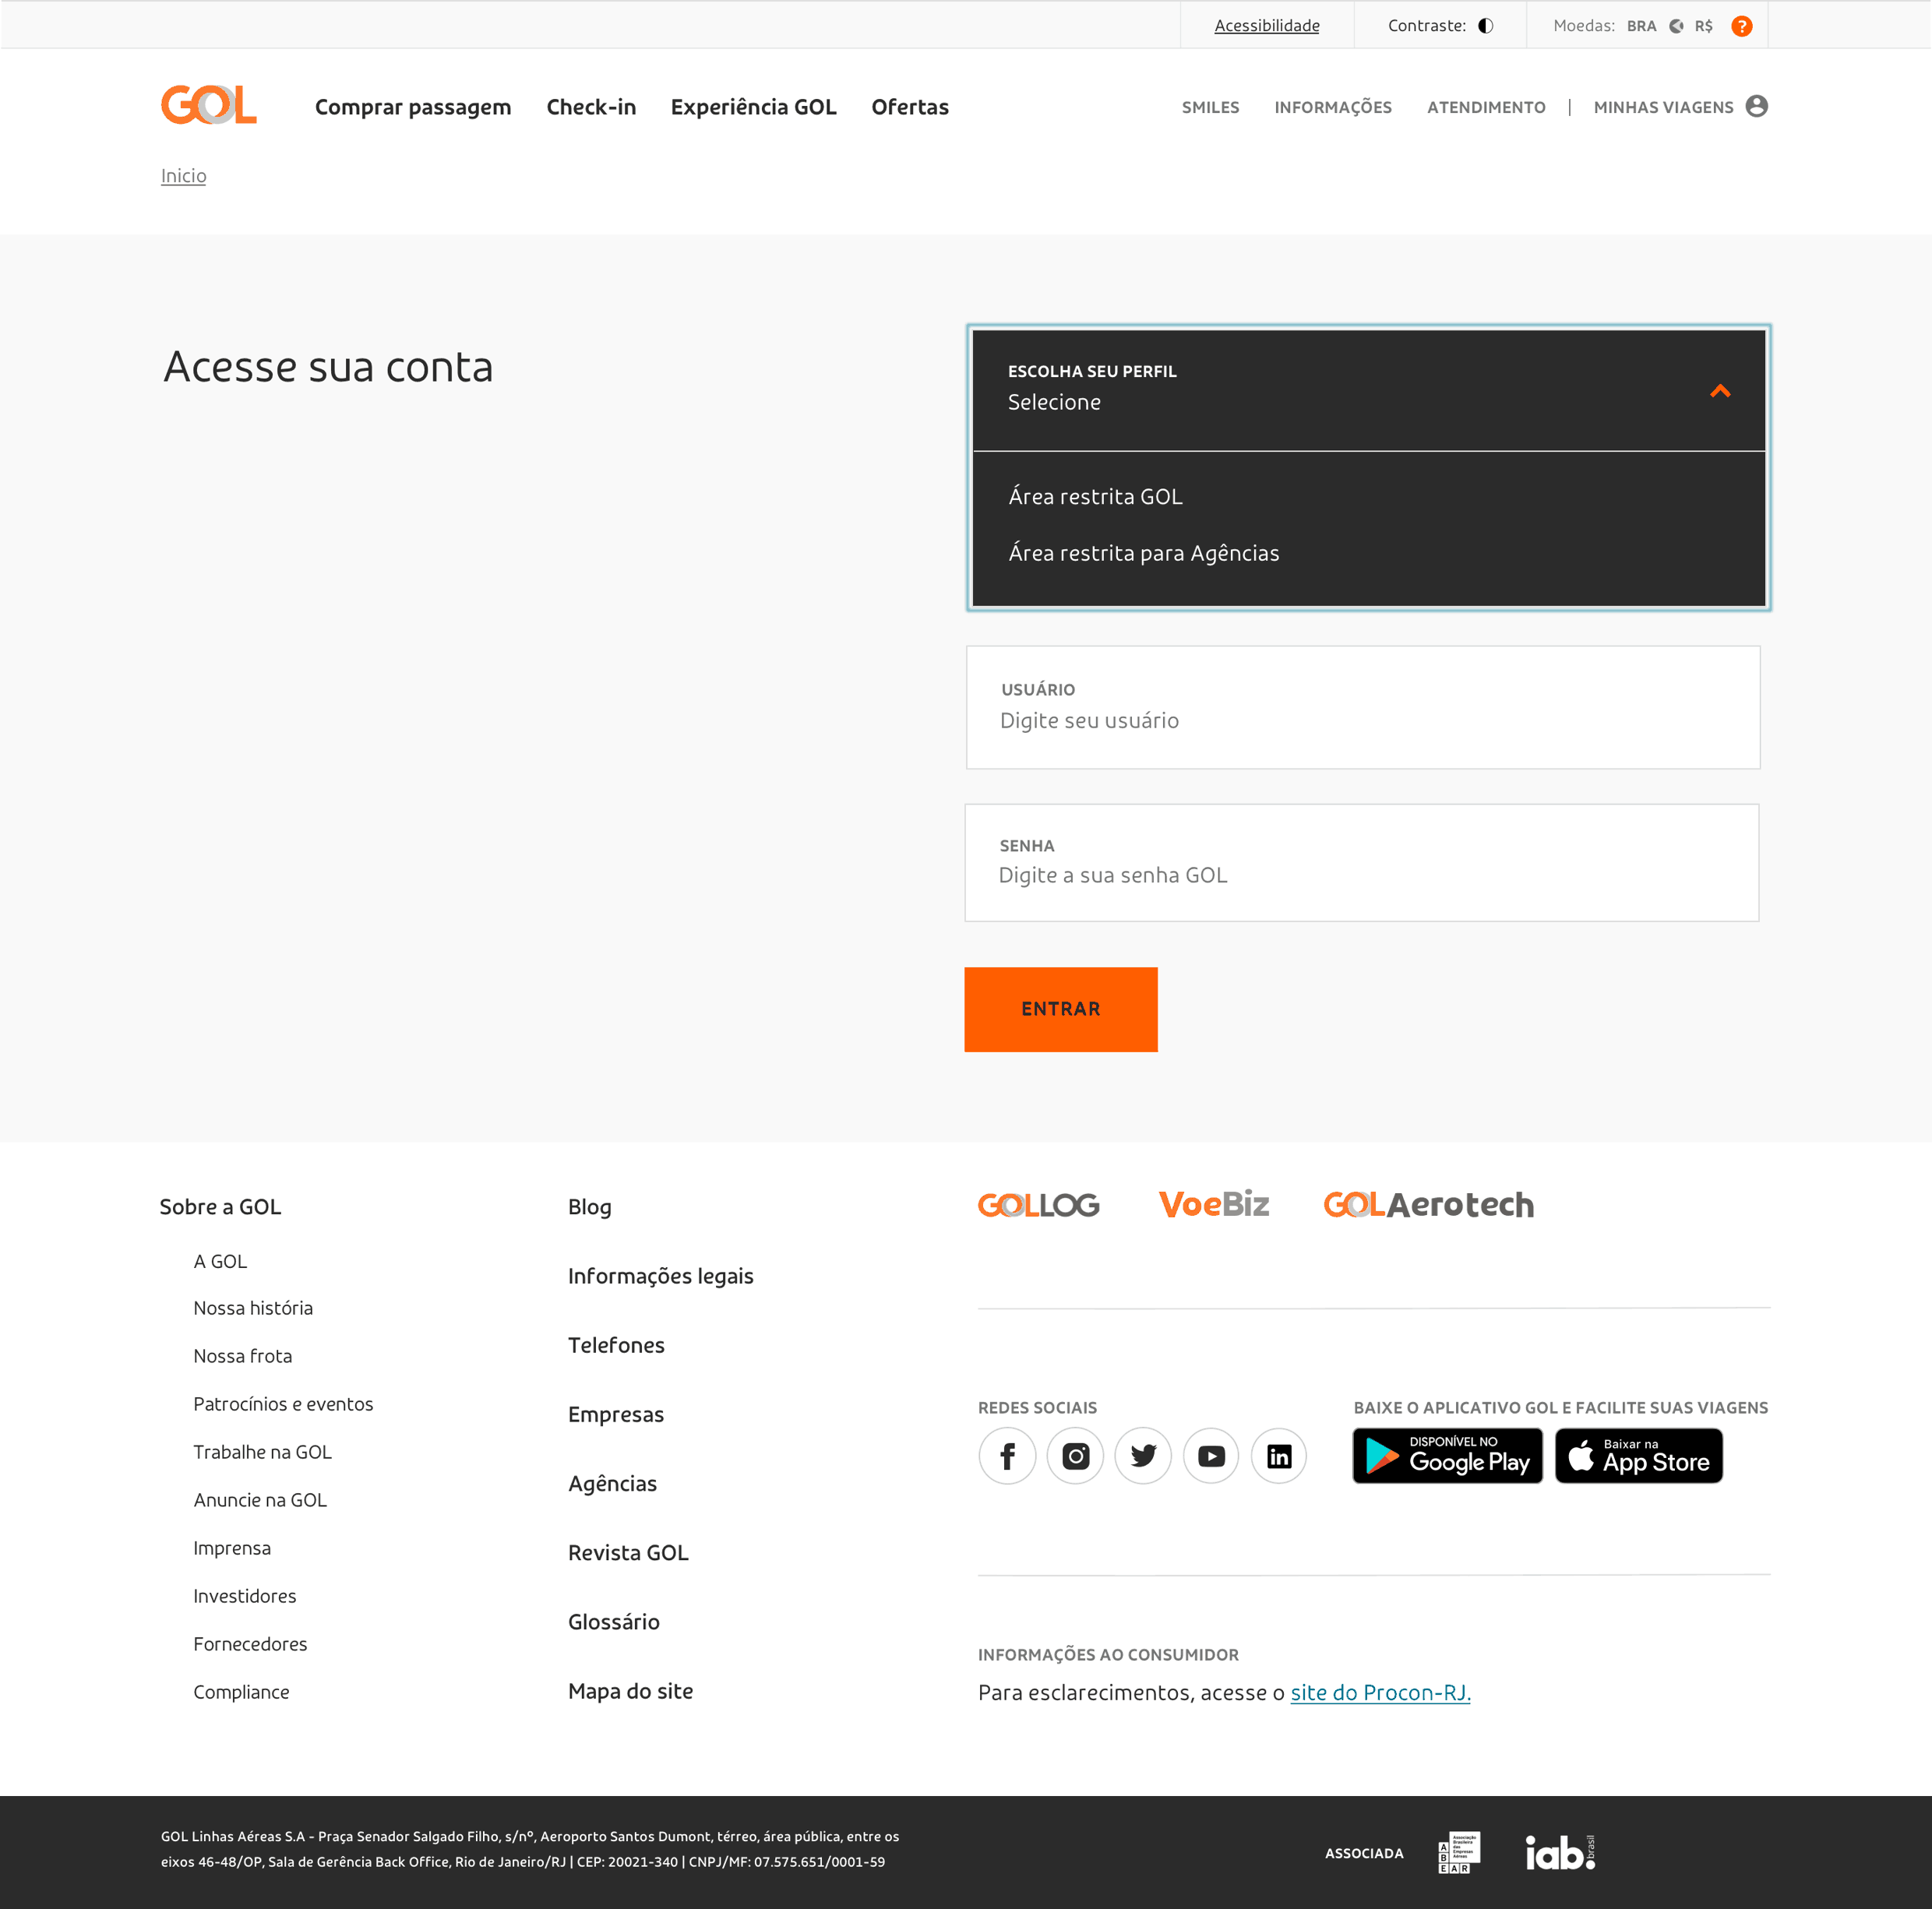 Acessibilidade
Contraste:
Moedas: BRA R$ ?
GOL
Comprar passagem
Check-in
Experiência GOL
Ofertas
SMILES
INFORMAÇÕES
ATENDIMENTO
|
MINHAS VIAGENS
Inicio
Acesse sua conta
ESCOLHA SEU PERFIL
Selecione
Área restrita GOL
Área restrita para Agências
USUÁRIO
Digite seu usuário
SENHA
Digite a sua senha GOL
ENTRAR
Sobre a GOL
A GOL
Nossa história
Nossa frota
Patrocínios e eventos
Trabalhe na GOL
Anuncie na GOL
Imprensa
Investidores
Fornecedores
Compliance
Blog
Informações legais
Telefones
Empresas
Agências
Revista GOL
Glossário
Mapa do site
GOLLOG
VoeBiz
GOLAerotech
REDES SOCIAIS
BAIXE O APLICATIVO GOL E FACILITE SUAS VIAGENS
DISPONÍVEL NO
Google Play
Baixar na
App Store
INFORMAÇÕES AO CONSUMIDOR
Para esclarecimentos, acesse o site do Procon-RJ.
GOL Linhas Aéreas S.A - Praça Senador Salgado Filho, s/nº, Aeroporto Santos Dumont, térreo, área pública, entre os
eixos 46-48/OP, Sala de Gerência Back Office, Rio de Janeiro/RJ | CEP: 20021-340 | CNPJ/MF: 07.575.651/0001-59
ASSOCIADA
ABEAR
Associação
Brasileira
das
Empresas
Aéreas
iab.
brasil